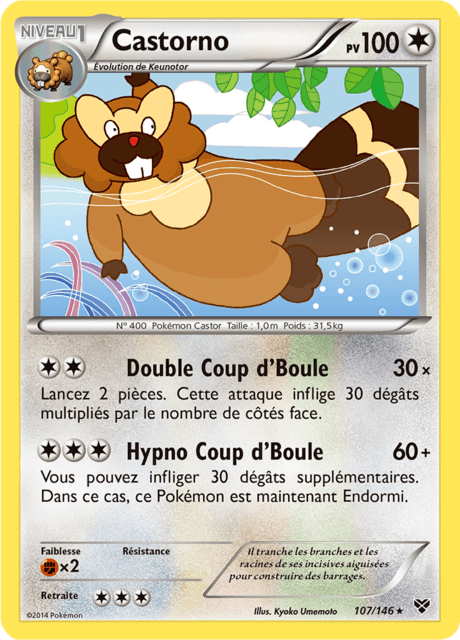 NIVEAU 1
Castorno
PV 100
Évolution de Keunotor
N° 400 Pokémon Castor Taille : 1,0m Poids : 31,5kg
Double Coup d'Boule 30×
Lancez 2 pièces. Cette attaque inflige 30 dégâts
multipliés par le nombre de côtés face.
Hypno Coup d'Boule 60+
Vous pouvez infliger 30 dégâts supplémentaires.
Dans ce cas, ce Pokémon est maintenant Endormi.
Faiblesse Résistance
×2
Retraite
Il tranche les branches et les
racines de ses incisives aiguisées
pour construire des barrages.
©2014 Pokémon
Illus. Kyoko Umemoto 107/146 ★